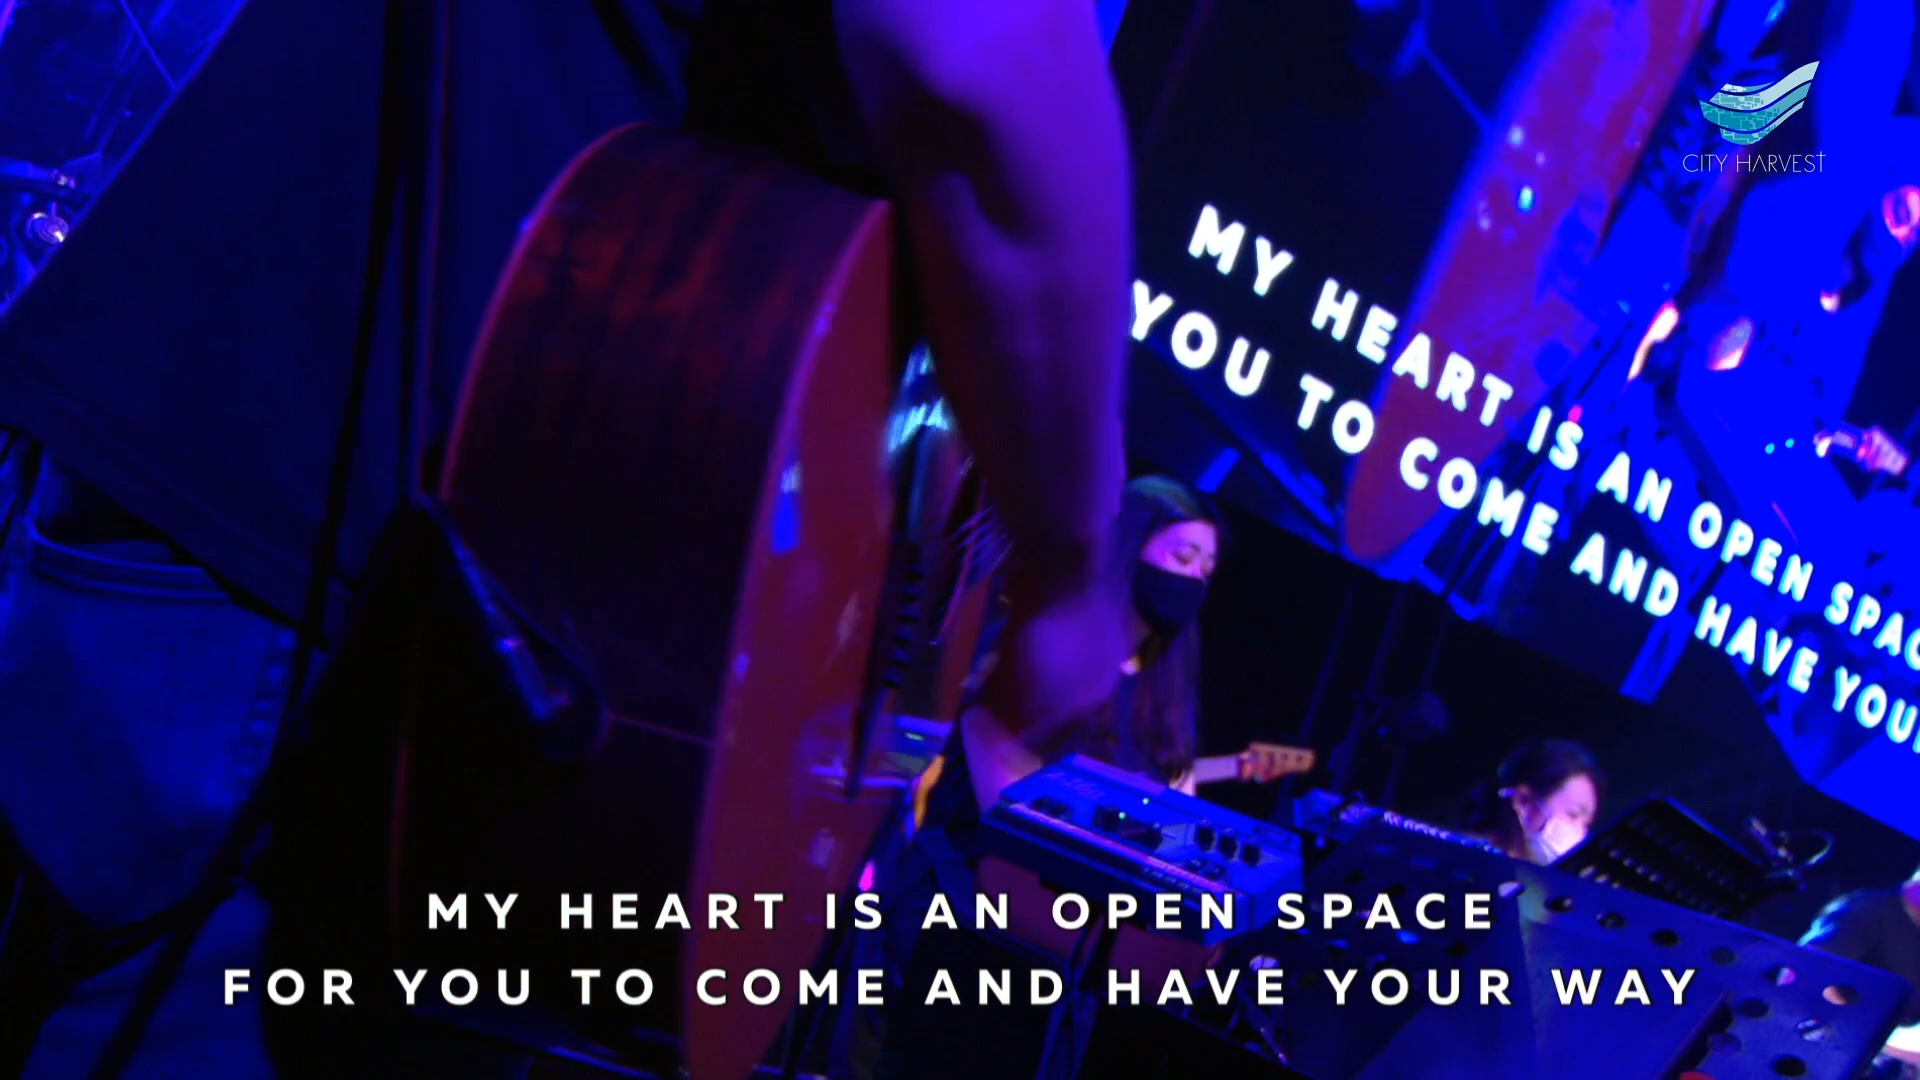 CITY HARVEST
MY HEART IS AN OPEN SPAC
YOU TO COME AND HAVE YOUR
MY HEART IS AN OPEN SPACE
FOR YOU TO COME AND HAVE YOUR WAY